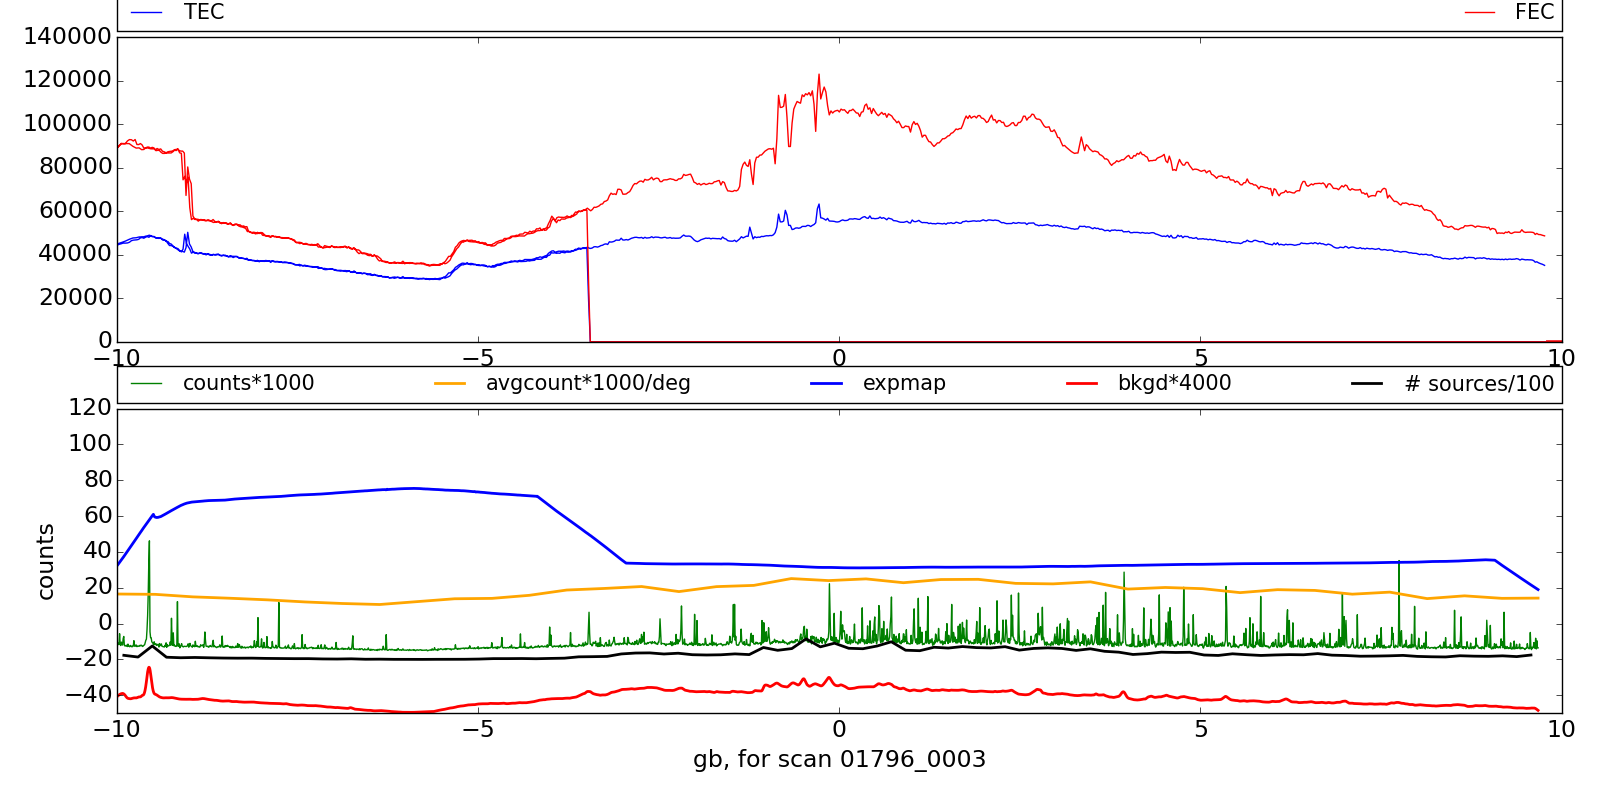 TEC FEC
140000
120000
100000
80000
60000
40000
20000
0
−10 −5 0 5 10
counts*1000 avgcount*1000/deg expmap bkgd*4000 # sources/100
120
100
80
60
40
20
0
−20
−40
counts
−10 −5 0 5 10
gb, for scan 01796_0003